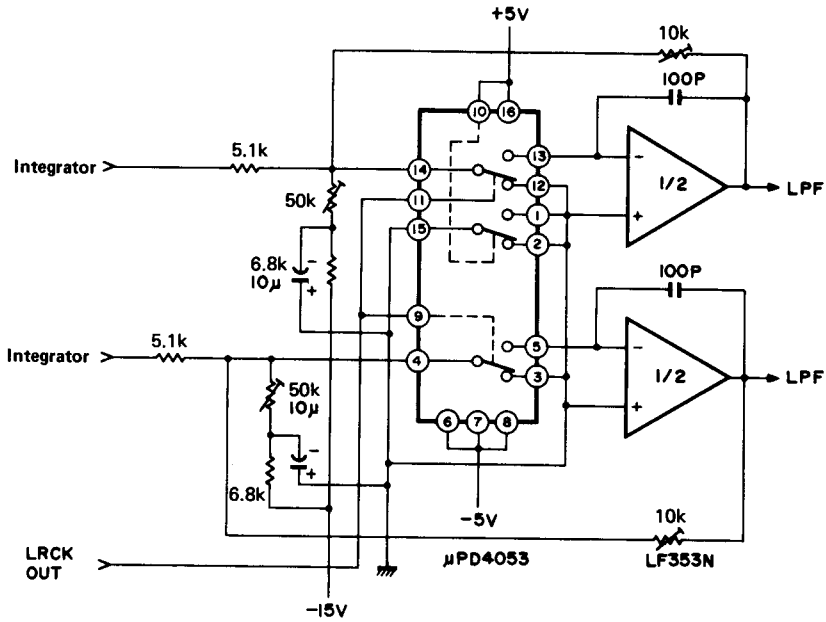 +5V
10k
100P
10
16
Integrator
5.1k
14
13
-
1/2
LPF
50k
11
12
+
15
1
2
6.8k
10μ
-
+
100P
9
5
Integrator
5.1k
4
3
-
1/2
LPF
50k
10μ
+
6
7
8
-
+
6.8k
-5V
10k
LRCK
OUT
μPD4053
LF353N
-15V